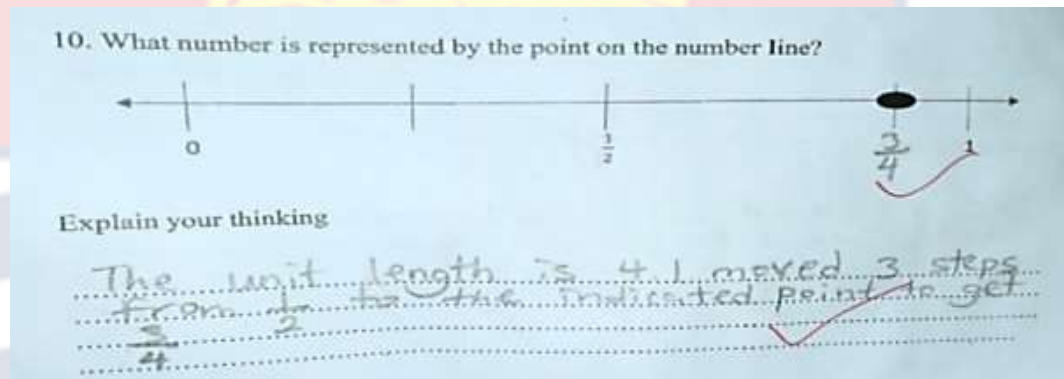 10. What number is represented by the point on the number line?
0 1/2 3/4 1
Explain your thinking
The unit length is 4. I moved 3 steps
from 1/2 to the indicated point to get
3/4